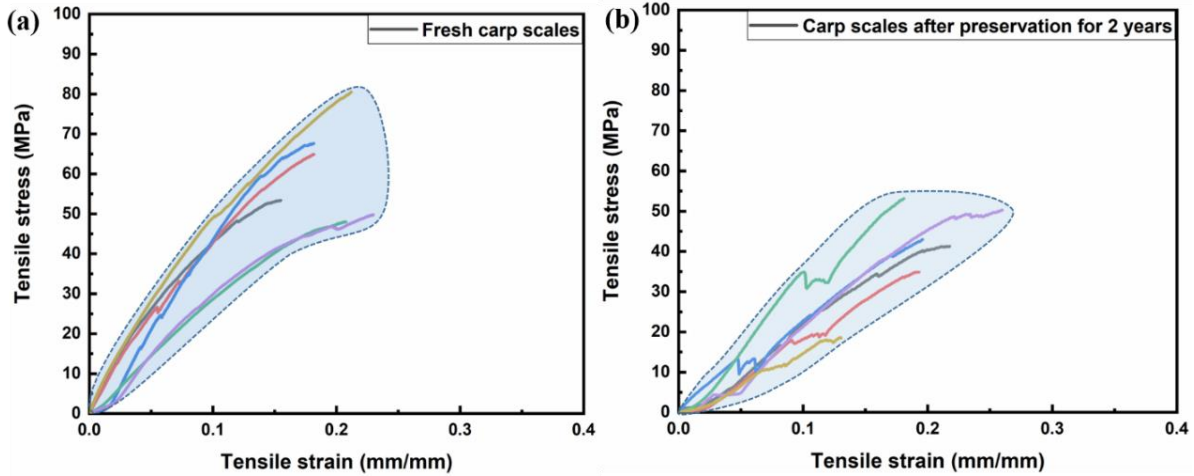 (a)
Fresh carp scales
100
90
80
70
60
50
40
30
20
10
0
Tensile stress (MPa)
0.0 0.1 0.2 0.3 0.4
Tensile strain (mm/mm)
(b)
Carp scales after preservation for 2 years
100
90
80
70
60
50
40
30
20
10
0
Tensile stress (MPa)
0.0 0.1 0.2 0.3 0.4
Tensile strain (mm/mm)